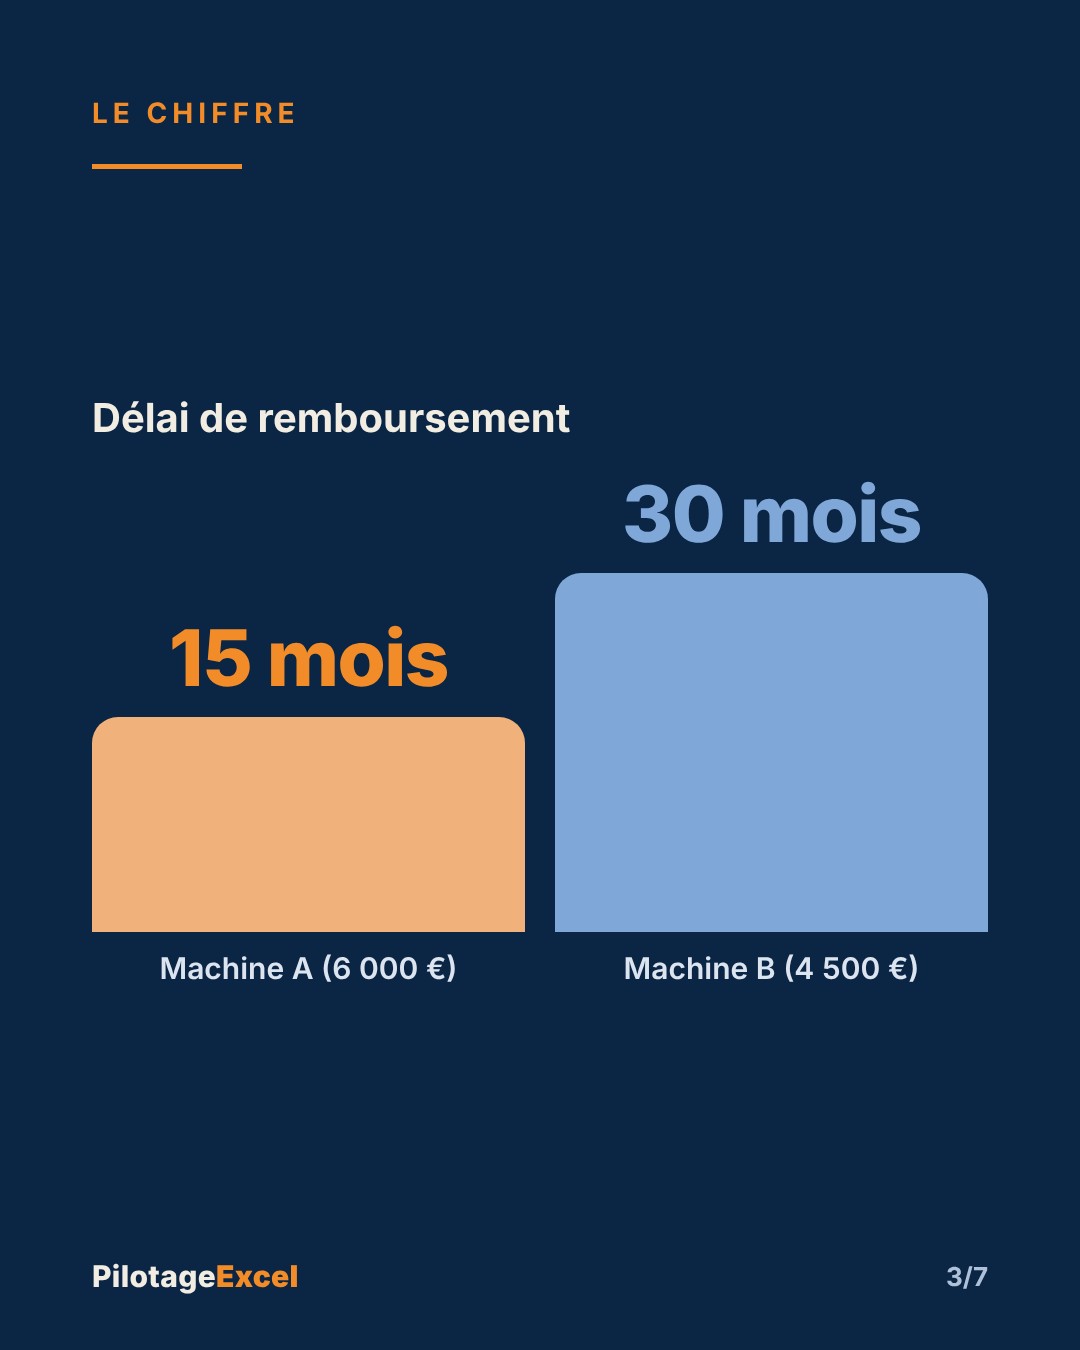 LE CHIFFRE
Délai de remboursement
30 mois
15 mois
Machine A (6 000 €)
Machine B (4 500 €)
PilotageExcel
3/7